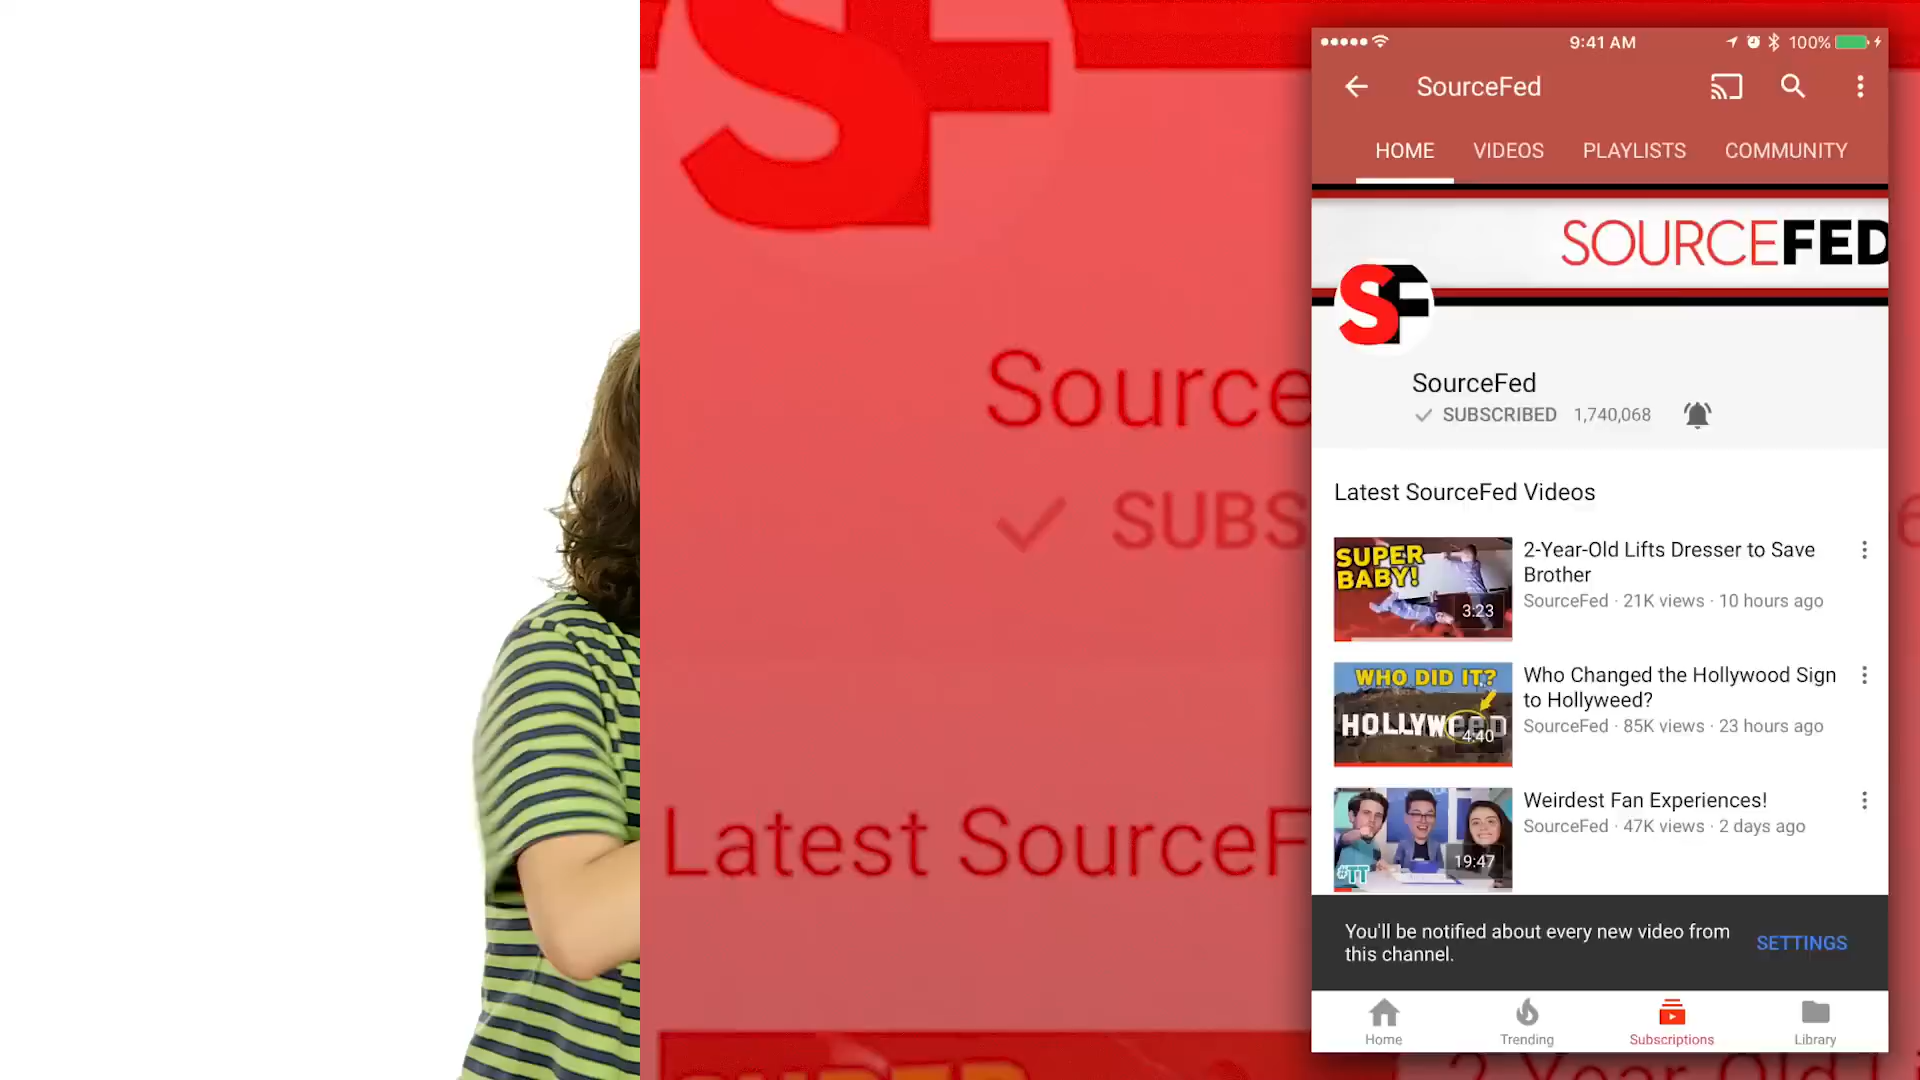 SF
Source
SUBS
Latest SourceF
9:41 AM
100%
SourceFed
HOME VIDEOS PLAYLISTS COMMUNITY
SOURCEFED
SF
SourceFed
SUBSCRIBED 1,740,068
Latest SourceFed Videos
SUPER
BABY!
3:23
2-Year-Old Lifts Dresser to Save
Brother
SourceFed · 21K views · 10 hours ago
WHO DID IT?
HOLLYWEED
4:40
Who Changed the Hollywood Sign
to Hollyweed?
SourceFed · 85K views · 23 hours ago
#TT
19:47
Weirdest Fan Experiences!
SourceFed · 47K views · 2 days ago
You'll be notified about every new video from
this channel.
SETTINGS
Home Trending Subscriptions Library